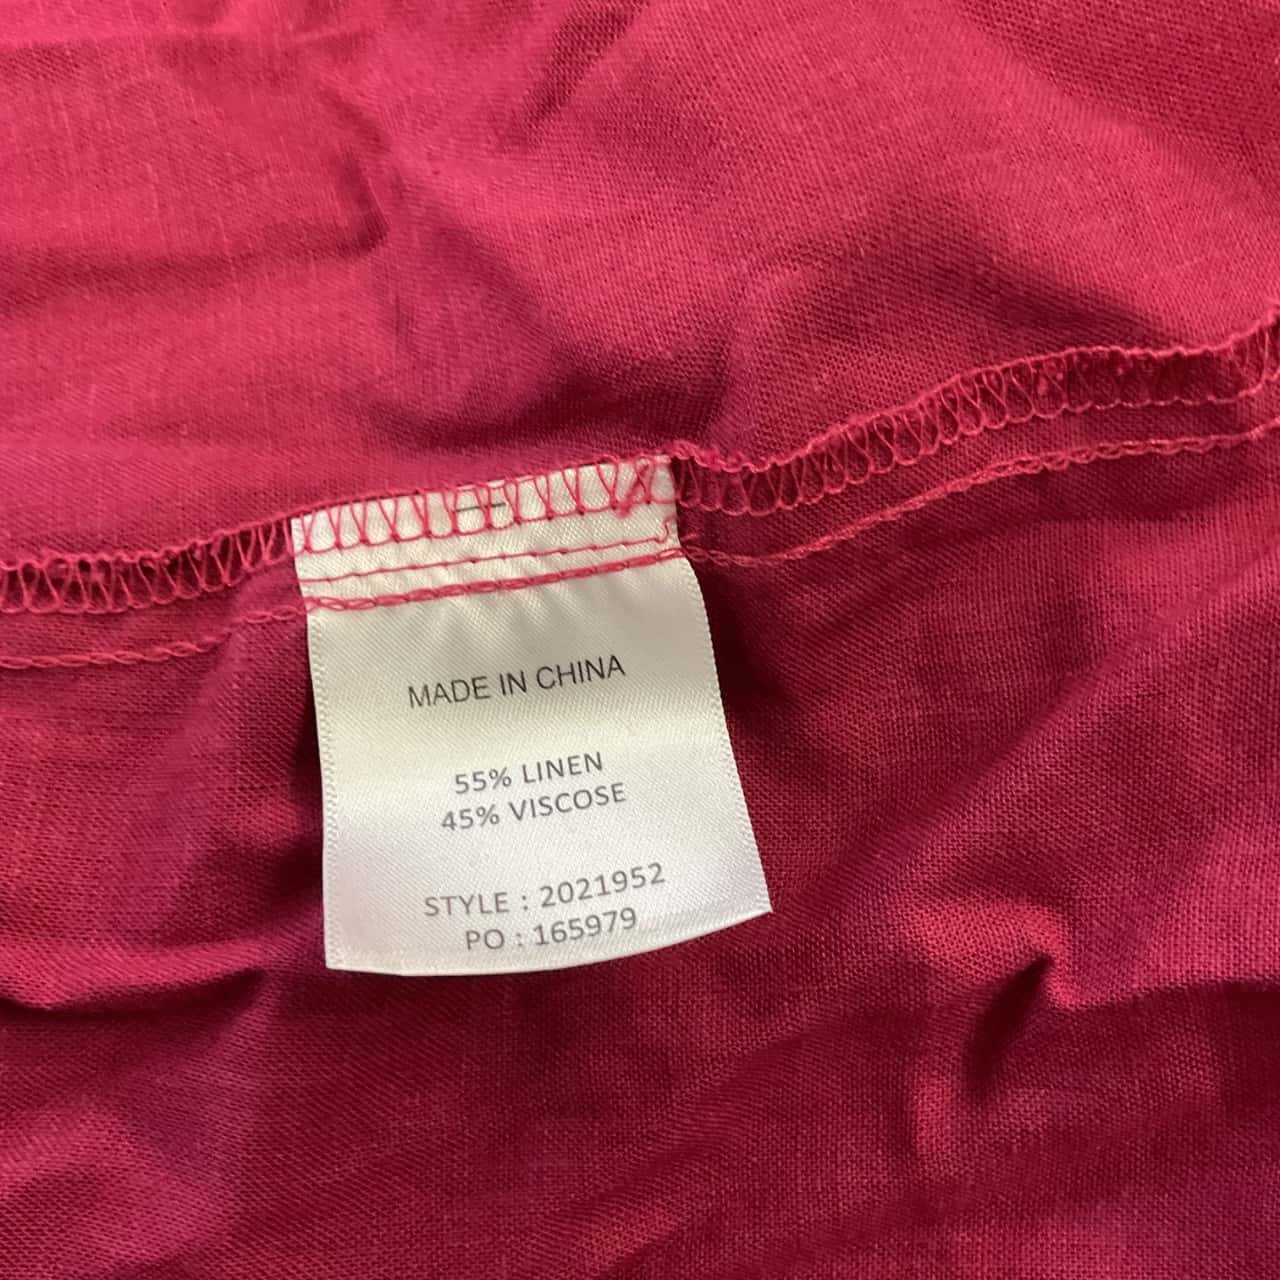 MADE IN CHINA
55% LINEN
45% VISCOSE
STYLE : 2021952
PO : 165979